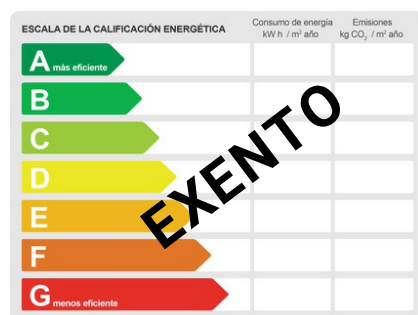 ESCALA DE LA CALIFICACIÓN ENERGÉTICA
Consumo de energía
kW h / m² año
Emisiones
kg CO₂ / m² año
A más eficiente
B
C
D
E
F
G menos eficiente
EXENTO